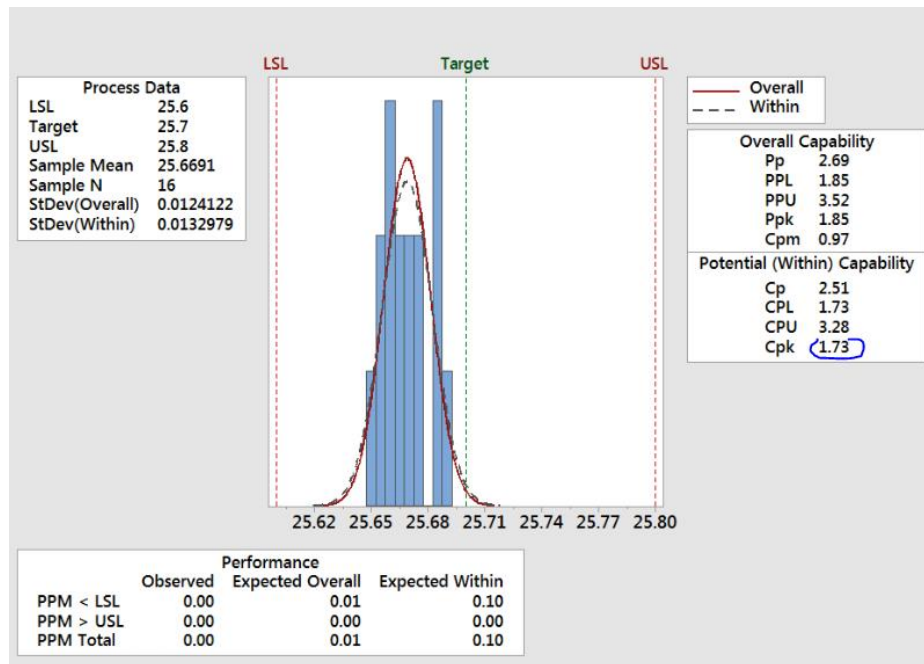 LSL Target USL
Process Data
LSL 25.6
Target 25.7
USL 25.8
Sample Mean 25.6691
Sample N 16
StDev(Overall) 0.0124122
StDev(Within) 0.0132979
Overall
Within
Overall Capability
Pp 2.69
PPL 1.85
PPU 3.52
Ppk 1.85
Cpm 0.97
Potential (Within) Capability
Cp 2.51
CPL 1.73
CPU 3.28
Cpk 1.73
25.62 25.65 25.68 25.71 25.74 25.77 25.80
Performance
Observed Expected Overall Expected Within
PPM < LSL 0.00 0.01 0.10
PPM > USL 0.00 0.00 0.00
PPM Total 0.00 0.01 0.10